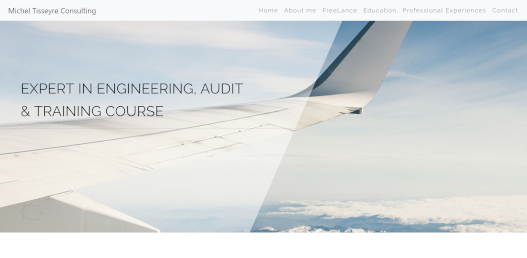 Michel Tisseyre Consulting
Home About me FreeLance Education Professional Experiences Contact
EXPERT IN ENGINEERING, AUDIT
& TRAINING COURSE